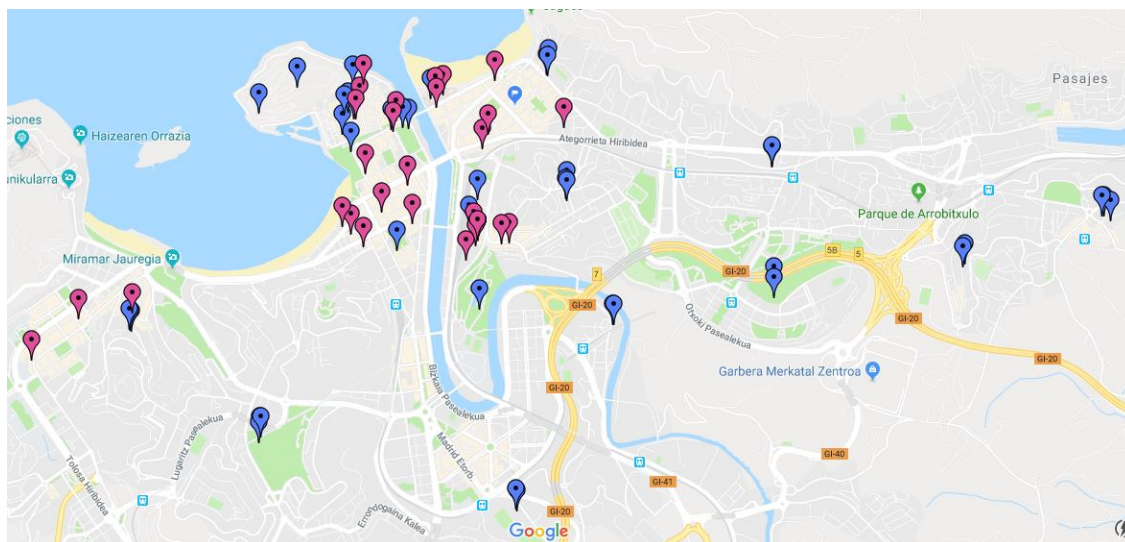 Pasajes
ciones
Haizearen Orrazia
Ategorrieta Hiribidea
unikularra
Parque de Arrobitxulo
Miramar Jauregia
5B
5
7
GI-20
GI-20
Otxoki Pasealekua
GI-20
GI-20
Garbera Merkatal Zentroa
Bizkaia Pasealekua
GI-20
Lugaritz Pasealekua
Madrid Etorb.
GI-40
Tolosa Hiribidea
GI-41
Errondogaina Kalea
GI-20
Google